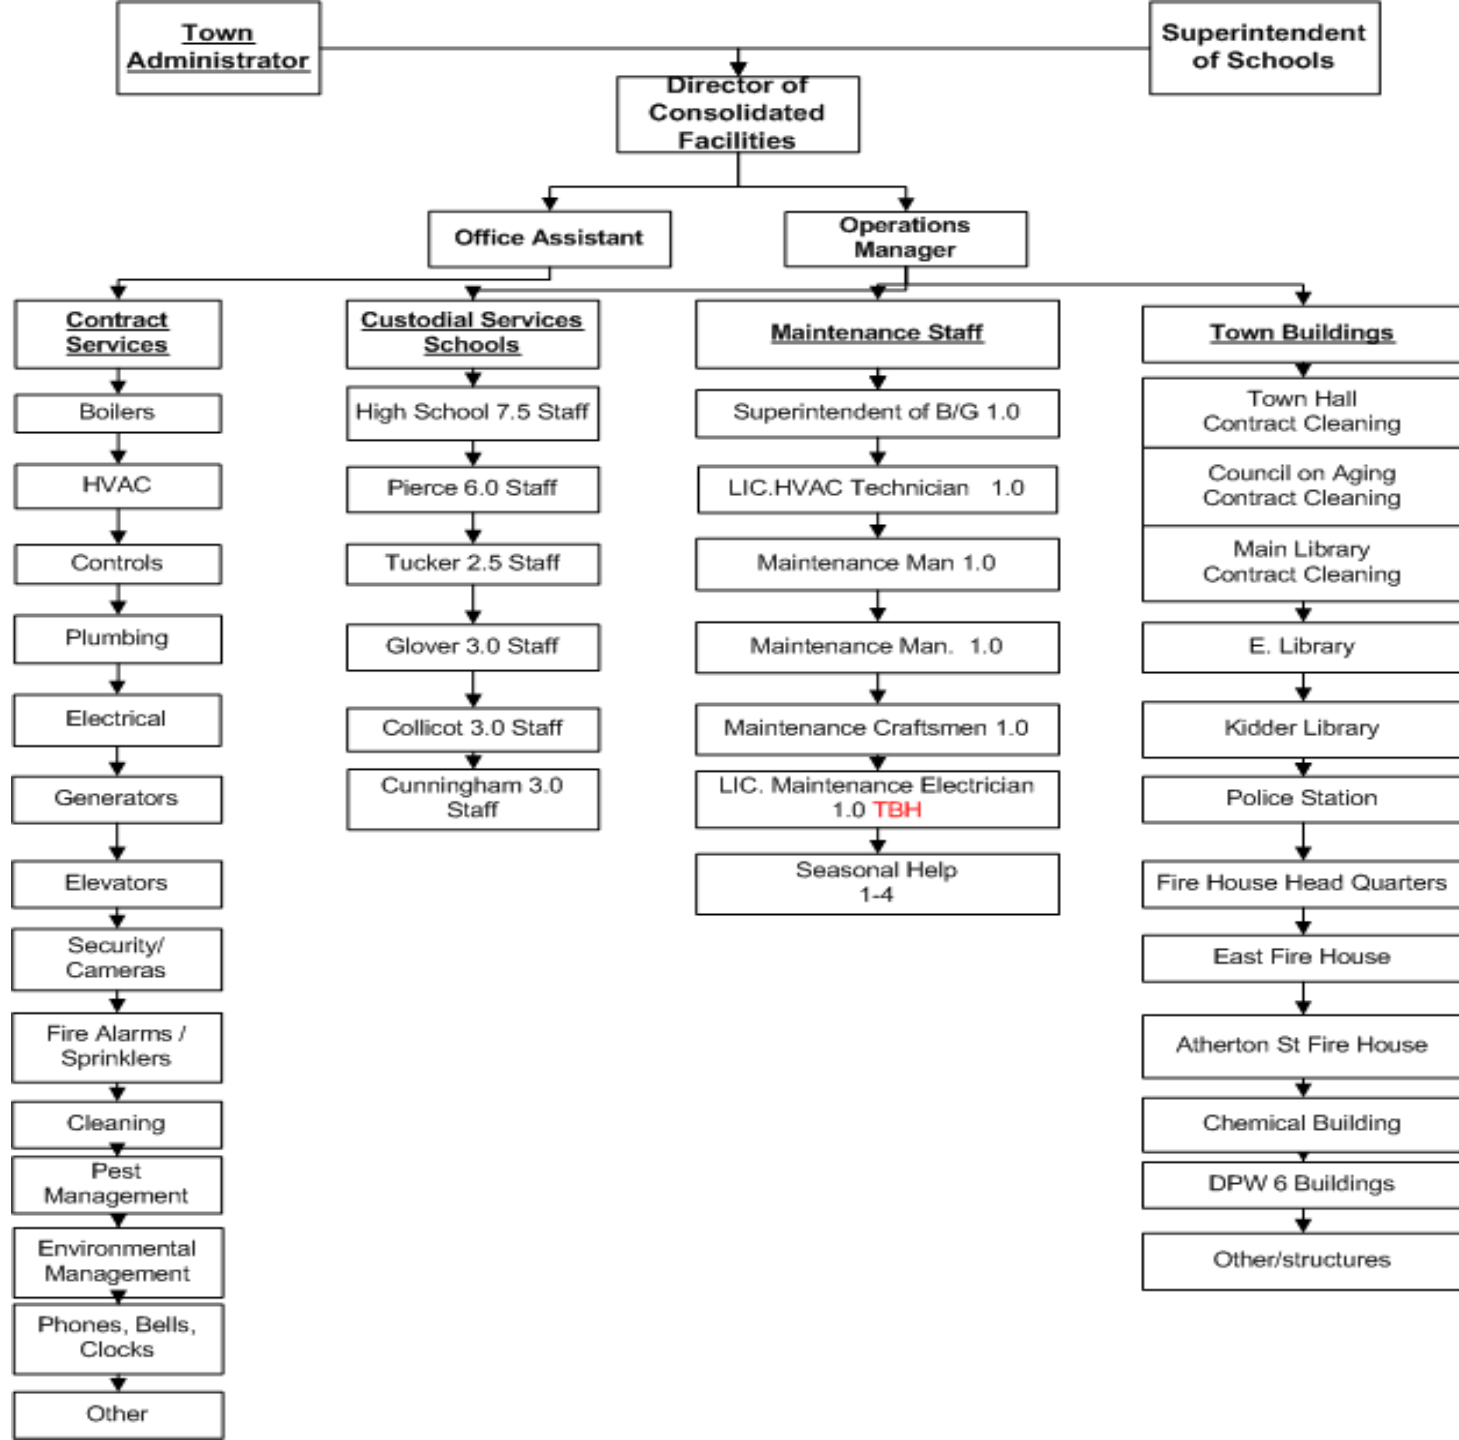 Town
Administrator
Superintendent
of Schools
Director of
Consolidated
Facilities
Office Assistant
Operations
Manager
Contract
Services
Boilers
HVAC
Controls
Plumbing
Electrical
Generators
Elevators
Security/
Cameras
Fire Alarms /
Sprinklers
Cleaning
Pest
Management
Environmental
Management
Phones, Bells,
Clocks
Other
Custodial Services
Schools
High School 7.5 Staff
Pierce 6.0 Staff
Tucker 2.5 Staff
Glover 3.0 Staff
Collicot 3.0 Staff
Cunningham 3.0
Staff
Maintenance Staff
Superintendent of B/G 1.0
LIC.HVAC Technician 1.0
Maintenance Man 1.0
Maintenance Man. 1.0
Maintenance Craftsmen 1.0
LIC. Maintenance Electrician
1.0 TBH
Seasonal Help
1-4
Town Buildings
Town Hall
Contract Cleaning
Council on Aging
Contract Cleaning
Main Library
Contract Cleaning
E. Library
Kidder Library
Police Station
Fire House Head Quarters
East Fire House
Atherton St Fire House
Chemical Building
DPW 6 Buildings
Other/structures